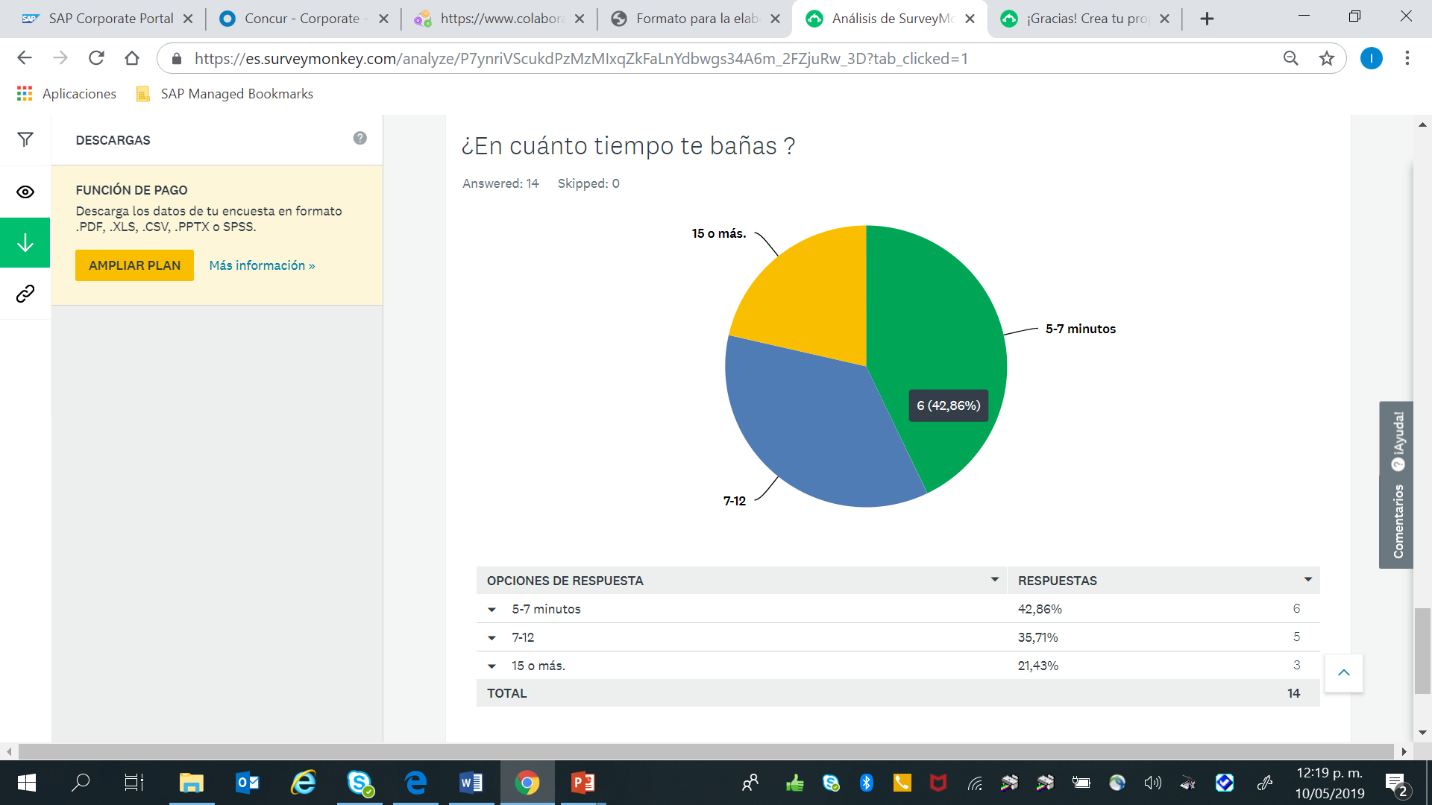 SAP SAP Corporate Portal
Concur - Corporate -
https://www.colabora
Formato para la elab
Análisis de SurveyMo
¡Gracias! Crea tu prop
https://es.surveymonkey.com/analyze/P7ynriVScukdPzMzMIxqZkFaLnYdbwgs34A6m_2FZjuRw_3D?tab_clicked=1
I
Aplicaciones
SAP Managed Bookmarks
DESCARGAS
?
FUNCIÓN DE PAGO
Descarga los datos de tu encuesta en formato
.PDF, .XLS, .CSV, .PPTX o SPSS.
AMPLIAR PLAN
Más información »
¿En cuánto tiempo te bañas ?
Answered: 14 Skipped: 0
15 o más.
5-7 minutos
6 (42,86%)
7-12
OPCIONES DE RESPUESTA RESPUESTAS
5-7 minutos 42,86% 6
7-12 35,71% 5
15 o más. 21,43% 3
TOTAL 14
Comentarios ? ¡Ayuda!
12:19 p. m.
10/05/2019
2